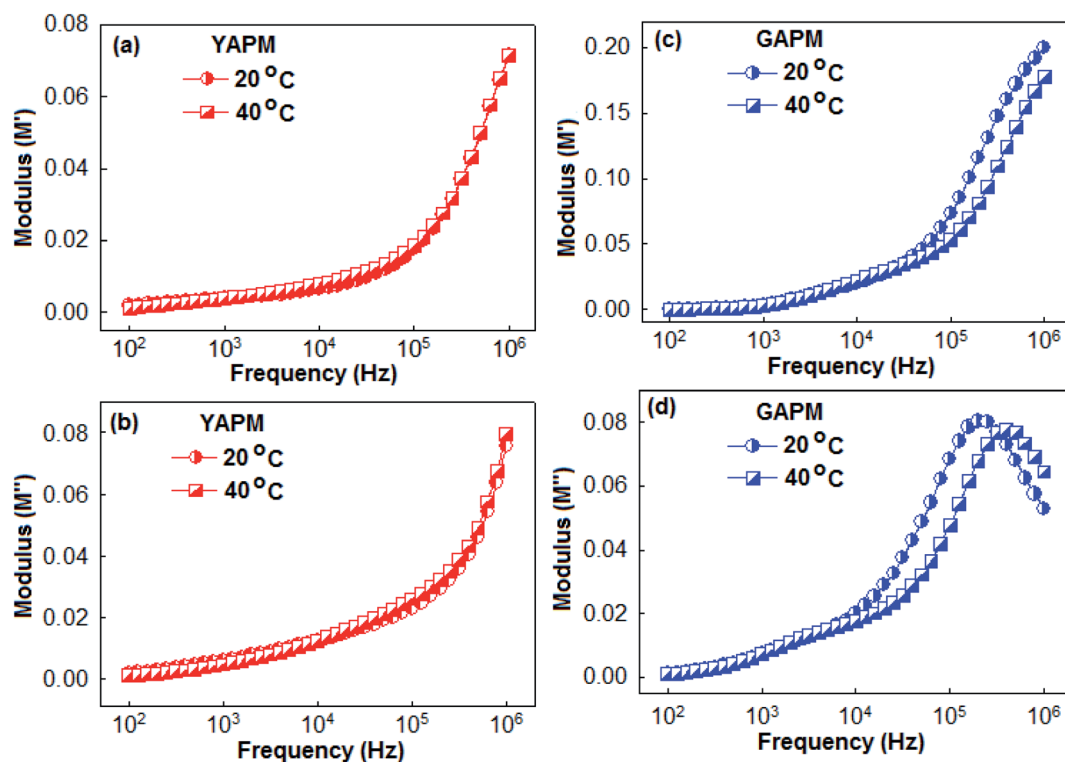 (a) YAPM
20 °C
40 °C
Modulus (M')
0.08
0.06
0.04
0.02
0.00
10² 10³ 10⁴ 10⁵ 10⁶
Frequency (Hz)
(c) GAPM
20 °C
40 °C
Modulus (M')
0.20
0.15
0.10
0.05
0.00
10² 10³ 10⁴ 10⁵ 10⁶
Frequency (Hz)
(b) YAPM
20 °C
40 °C
Modulus (M'')
0.08
0.06
0.04
0.02
0.00
10² 10³ 10⁴ 10⁵ 10⁶
Frequency (Hz)
(d) GAPM
20 °C
40 °C
Modulus (M'')
0.08
0.06
0.04
0.02
0.00
10² 10³ 10⁴ 10⁵ 10⁶
Frequency (Hz)